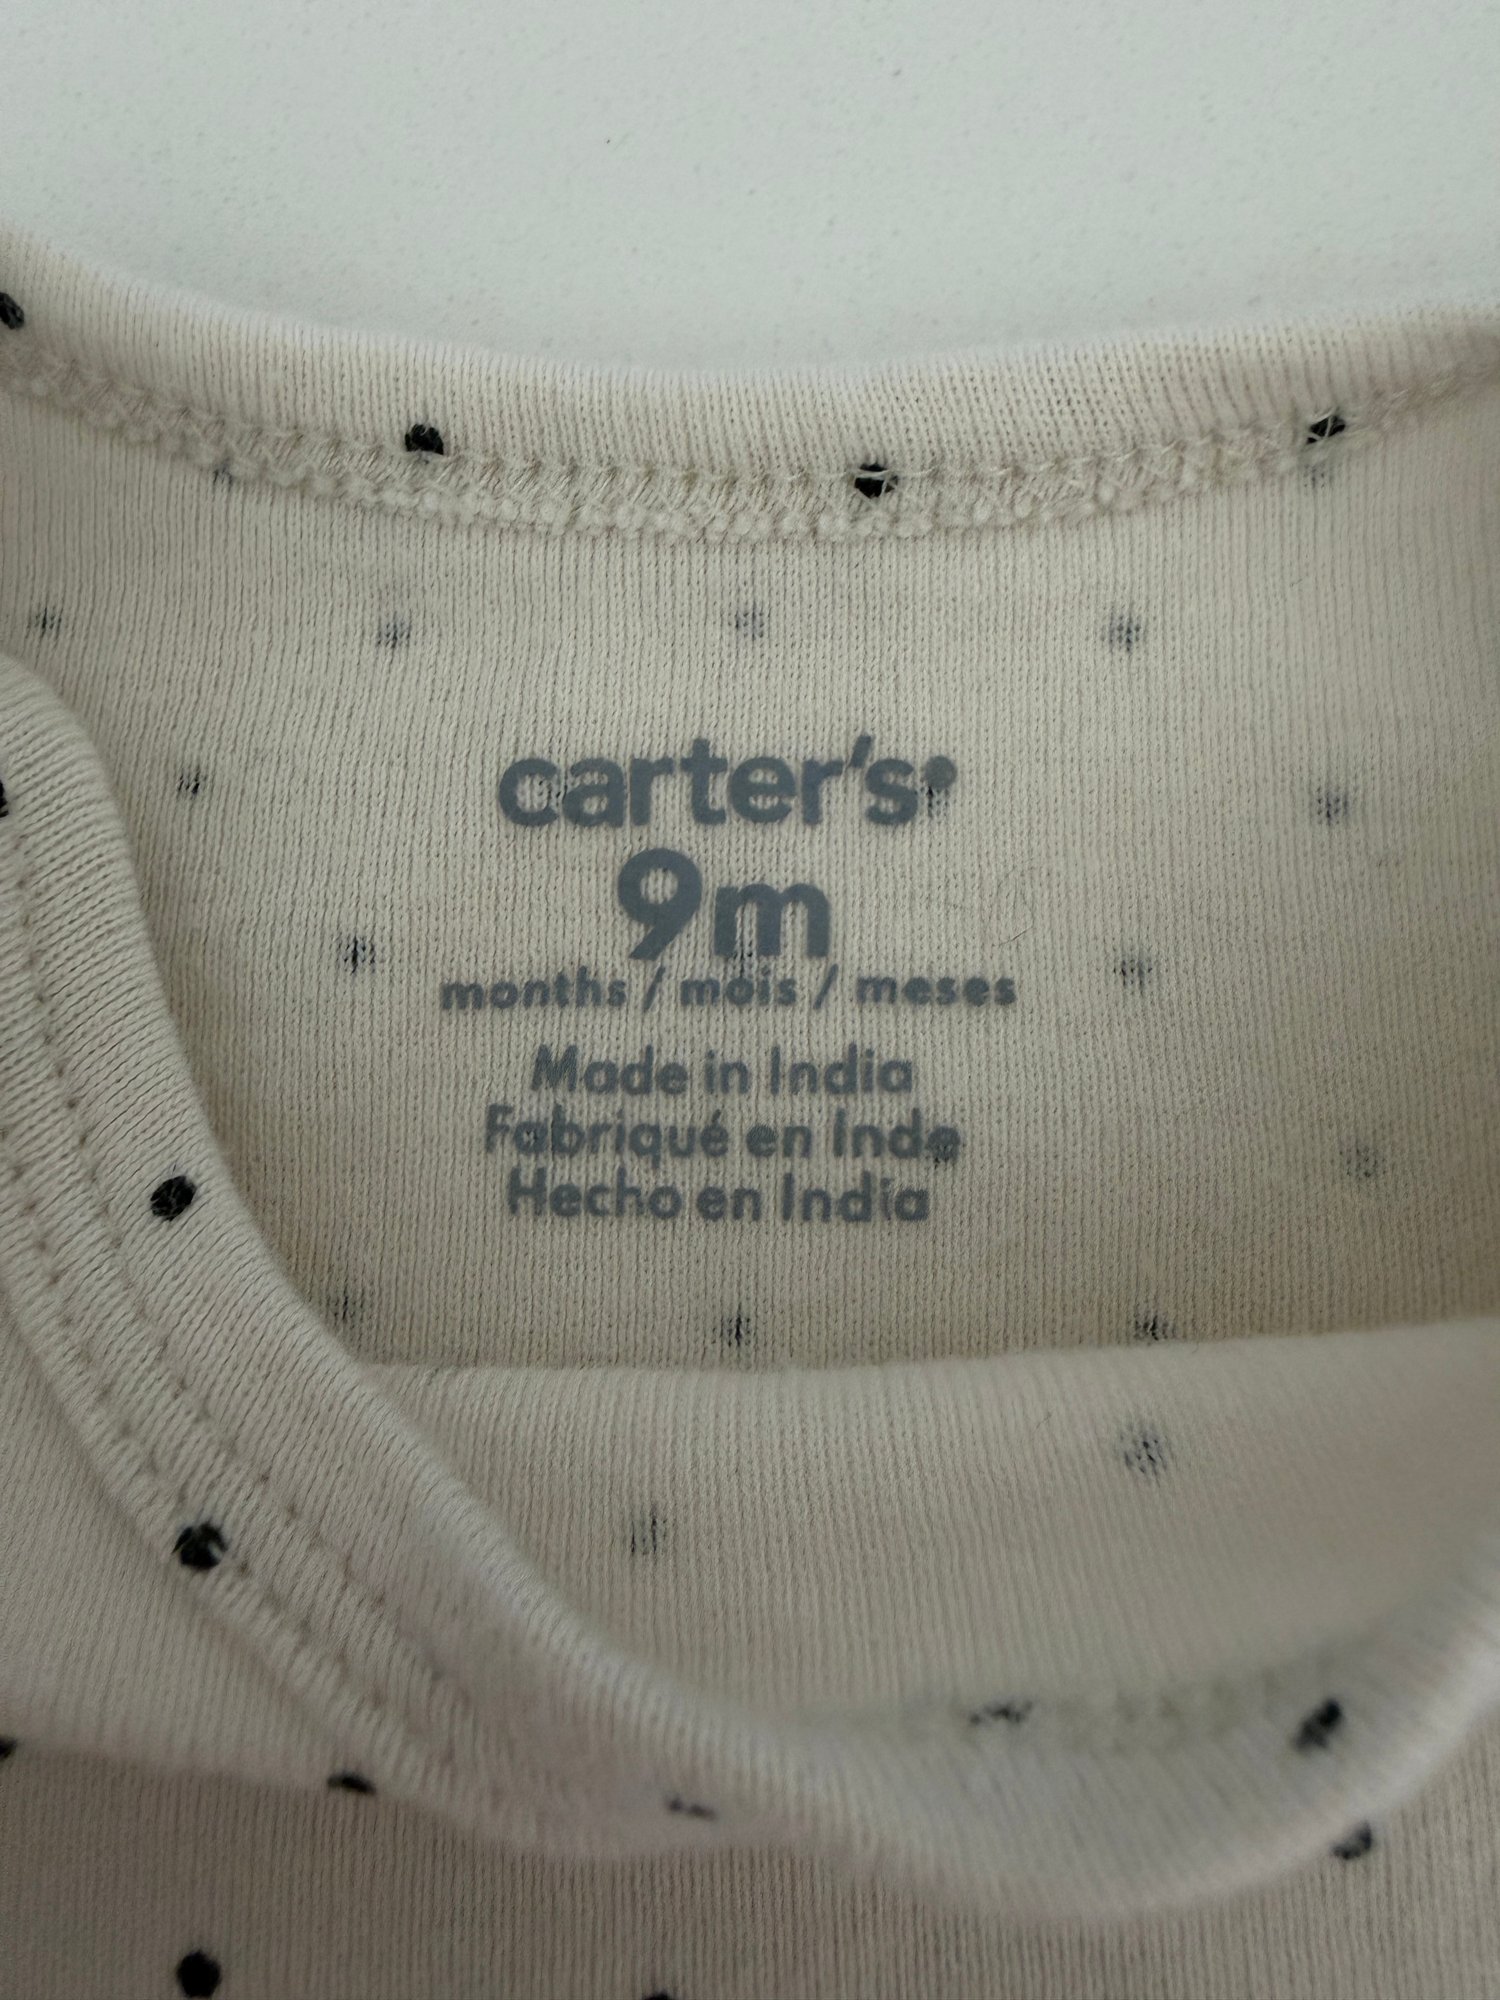 carter's
9m
months / mois / meses
Made in India
Fabriqué en Inde
Hecho en India